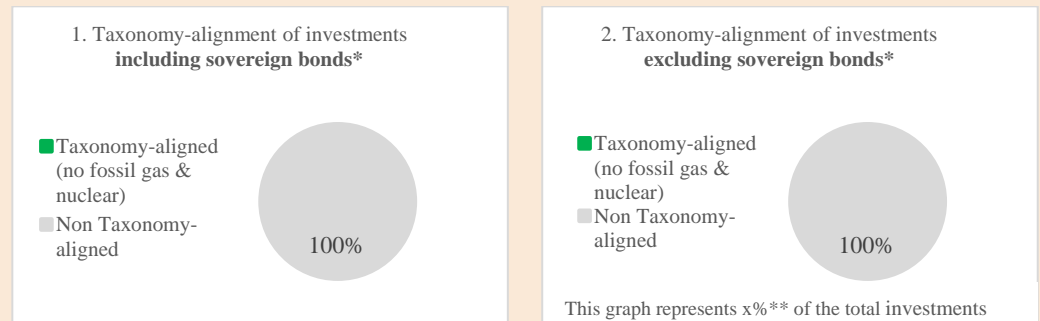 1. Taxonomy-alignment of investments
including sovereign bonds*
Taxonomy-aligned
(no fossil gas &
nuclear)
Non Taxonomy-
aligned
100%
2. Taxonomy-alignment of investments
excluding sovereign bonds*
Taxonomy-aligned
(no fossil gas &
nuclear)
Non Taxonomy-
aligned
100%
This graph represents x%** of the total investments